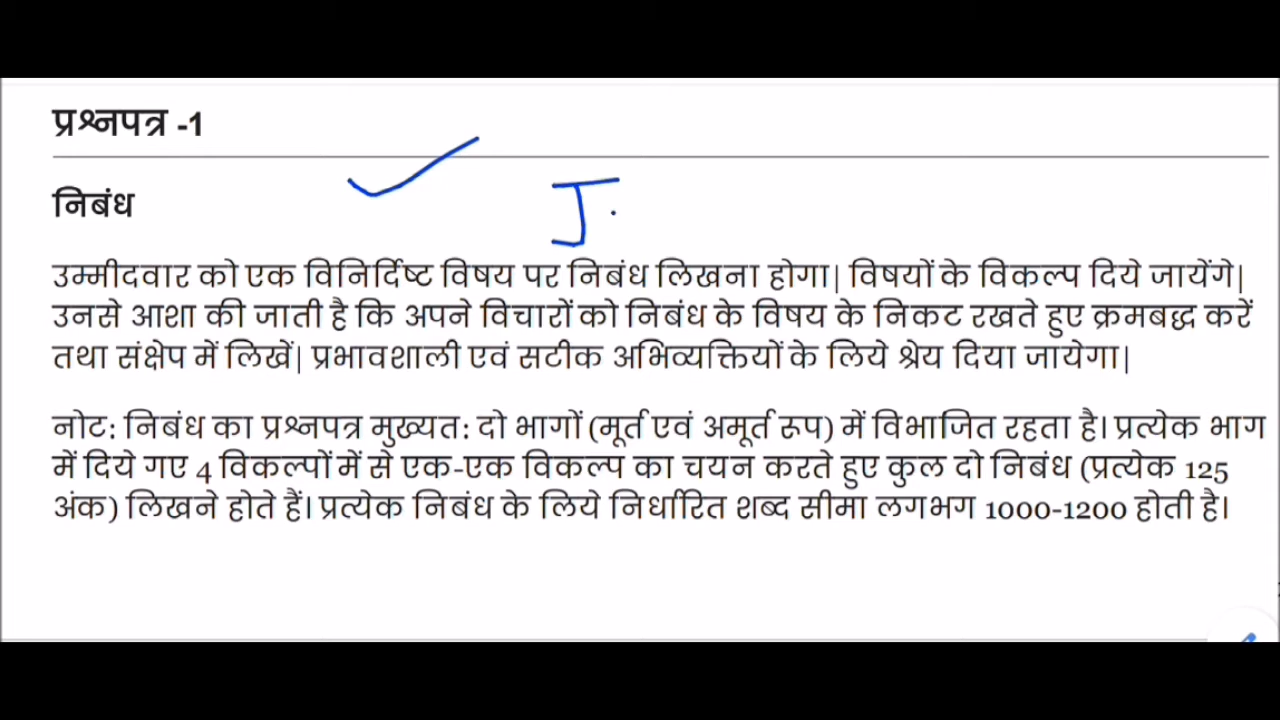 प्रश्नपत्र -1
निबंध
उम्मीदवार को एक विनिर्दिष्ट विषय पर निबंध लिखना होगा| विषयों के विकल्प दिये जायेंगे|
उनसे आशा की जाती है कि अपने विचारों को निबंध के विषय के निकट रखते हुए क्रमबद्ध करें
तथा संक्षेप में लिखें| प्रभावशाली एवं सटीक अभिव्यक्तियों के लिये श्रेय दिया जायेगा|
नोट: निबंध का प्रश्नपत्र मुख्यत: दो भागों (मूर्त एवं अमूर्त रूप) में विभाजित रहता है। प्रत्येक भाग
में दिये गए 4 विकल्पों में से एक-एक विकल्प का चयन करते हुए कुल दो निबंध (प्रत्येक 125
अंक) लिखने होते हैं। प्रत्येक निबंध के लिये निर्धारित शब्द सीमा लगभग 1000-1200 होती है।